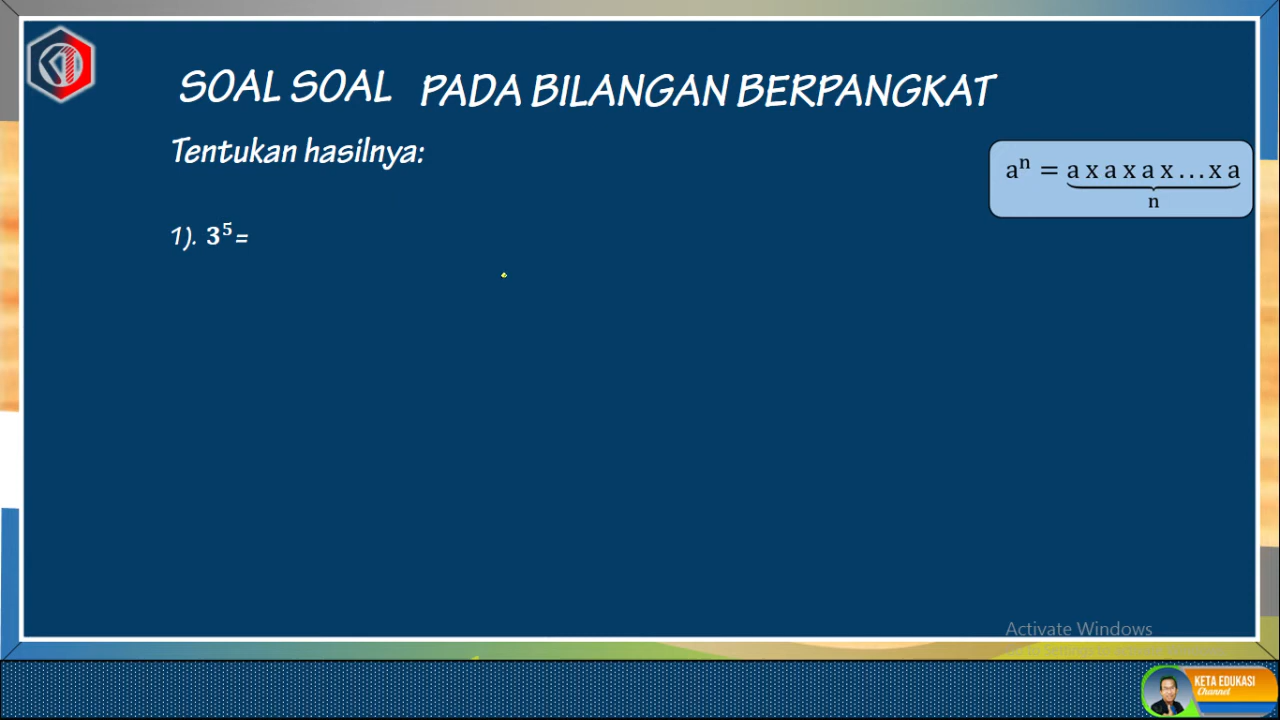 SOAL SOAL PADA BILANGAN BERPANGKAT
Tentukan hasilnya:
aⁿ = a x a x a x . . . x a
n
1). 3⁵=
Activate Windows
KETA EDUKASI
Channel